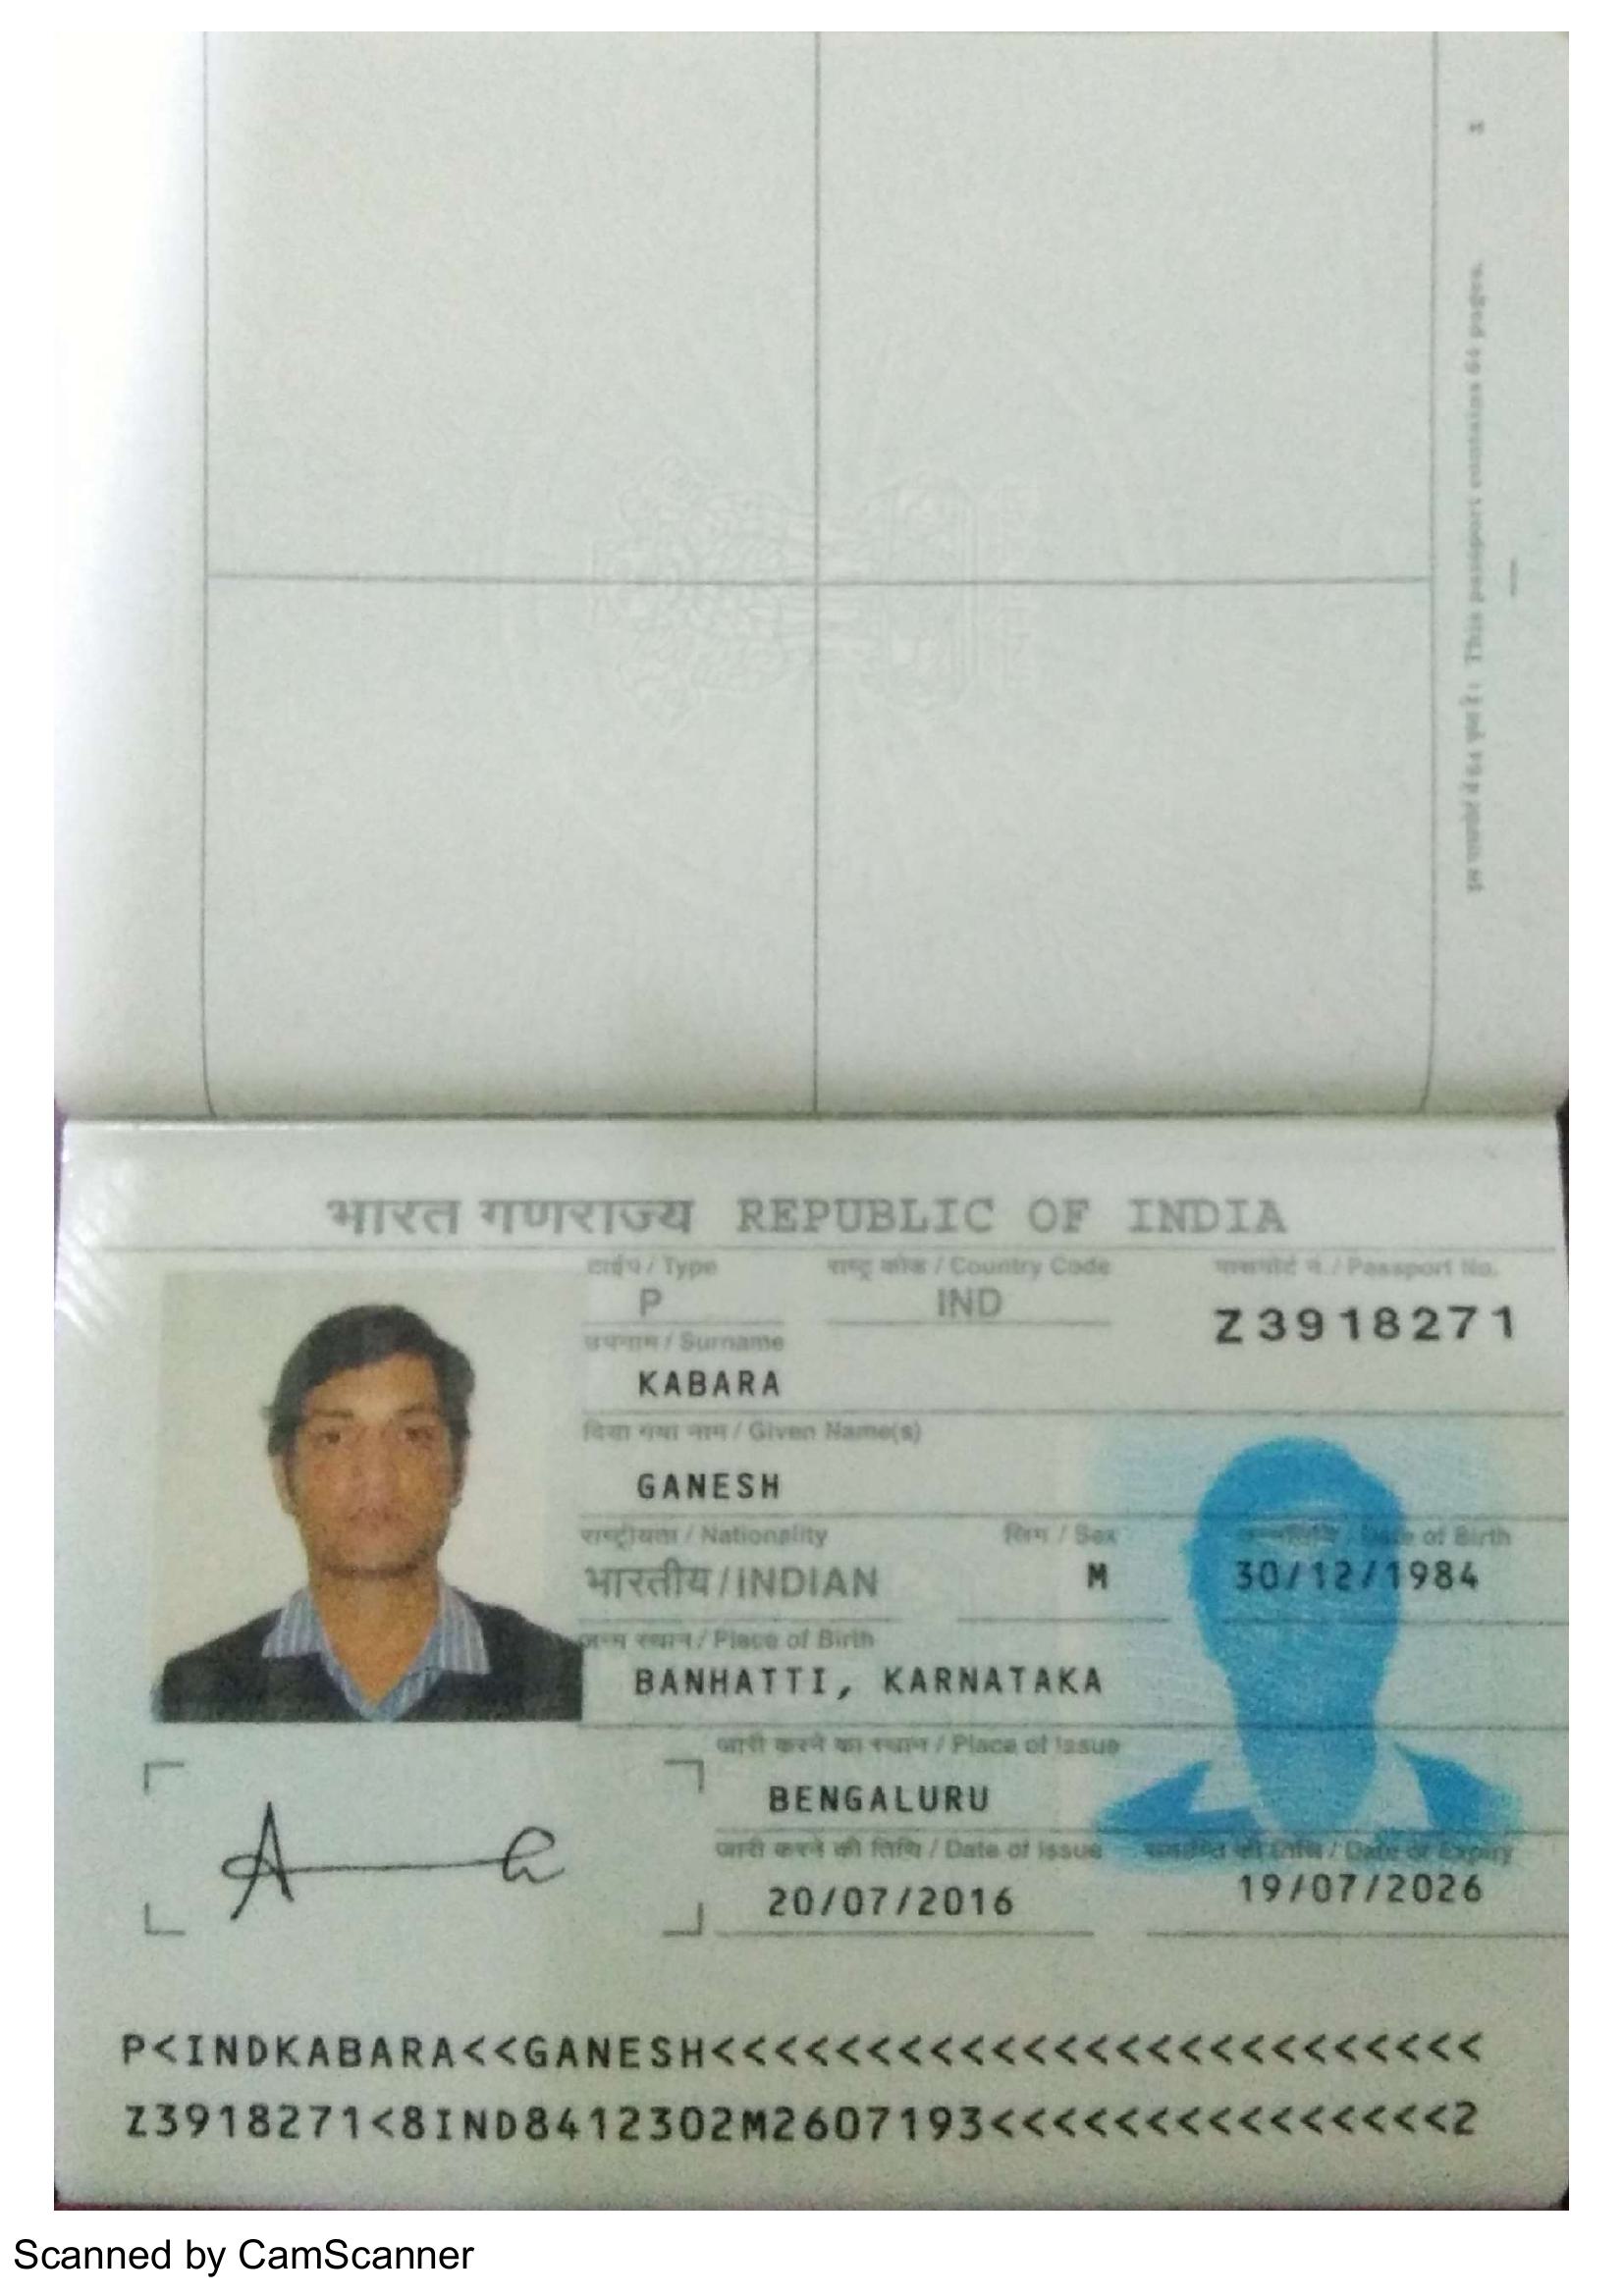 इस पासपोर्ट में 64 पृष्ठ हैं। This passport contains 64 pages.
भारत गणराज्य REPUBLIC OF INDIA
टाईप / Type राष्ट्र कोड / Country Code पासपोर्ट नं. / Passport No.
P IND Z3918271
उपनाम / Surname
KABARA
दिया गया नाम / Given Name(s)
GANESH
राष्ट्रीयता / Nationality लिंग / Sex जन्मतिथि / Date of Birth
भारतीय/INDIAN M 30/12/1984
जन्म स्थान / Place of Birth
BANHATTI, KARNATAKA
जारी करने का स्थान / Place of Issue
BENGALURU
जारी करने की तिथि / Date of Issue समाप्ति की तिथि / Date of Expiry
20/07/2016 19/07/2026
P<INDKABARA<<GANESH<<<<<<<<<<<<<<<<<<<<<<<<<
Z3918271<8IND8412302M2607193<<<<<<<<<<<<<<<2
Scanned by CamScanner